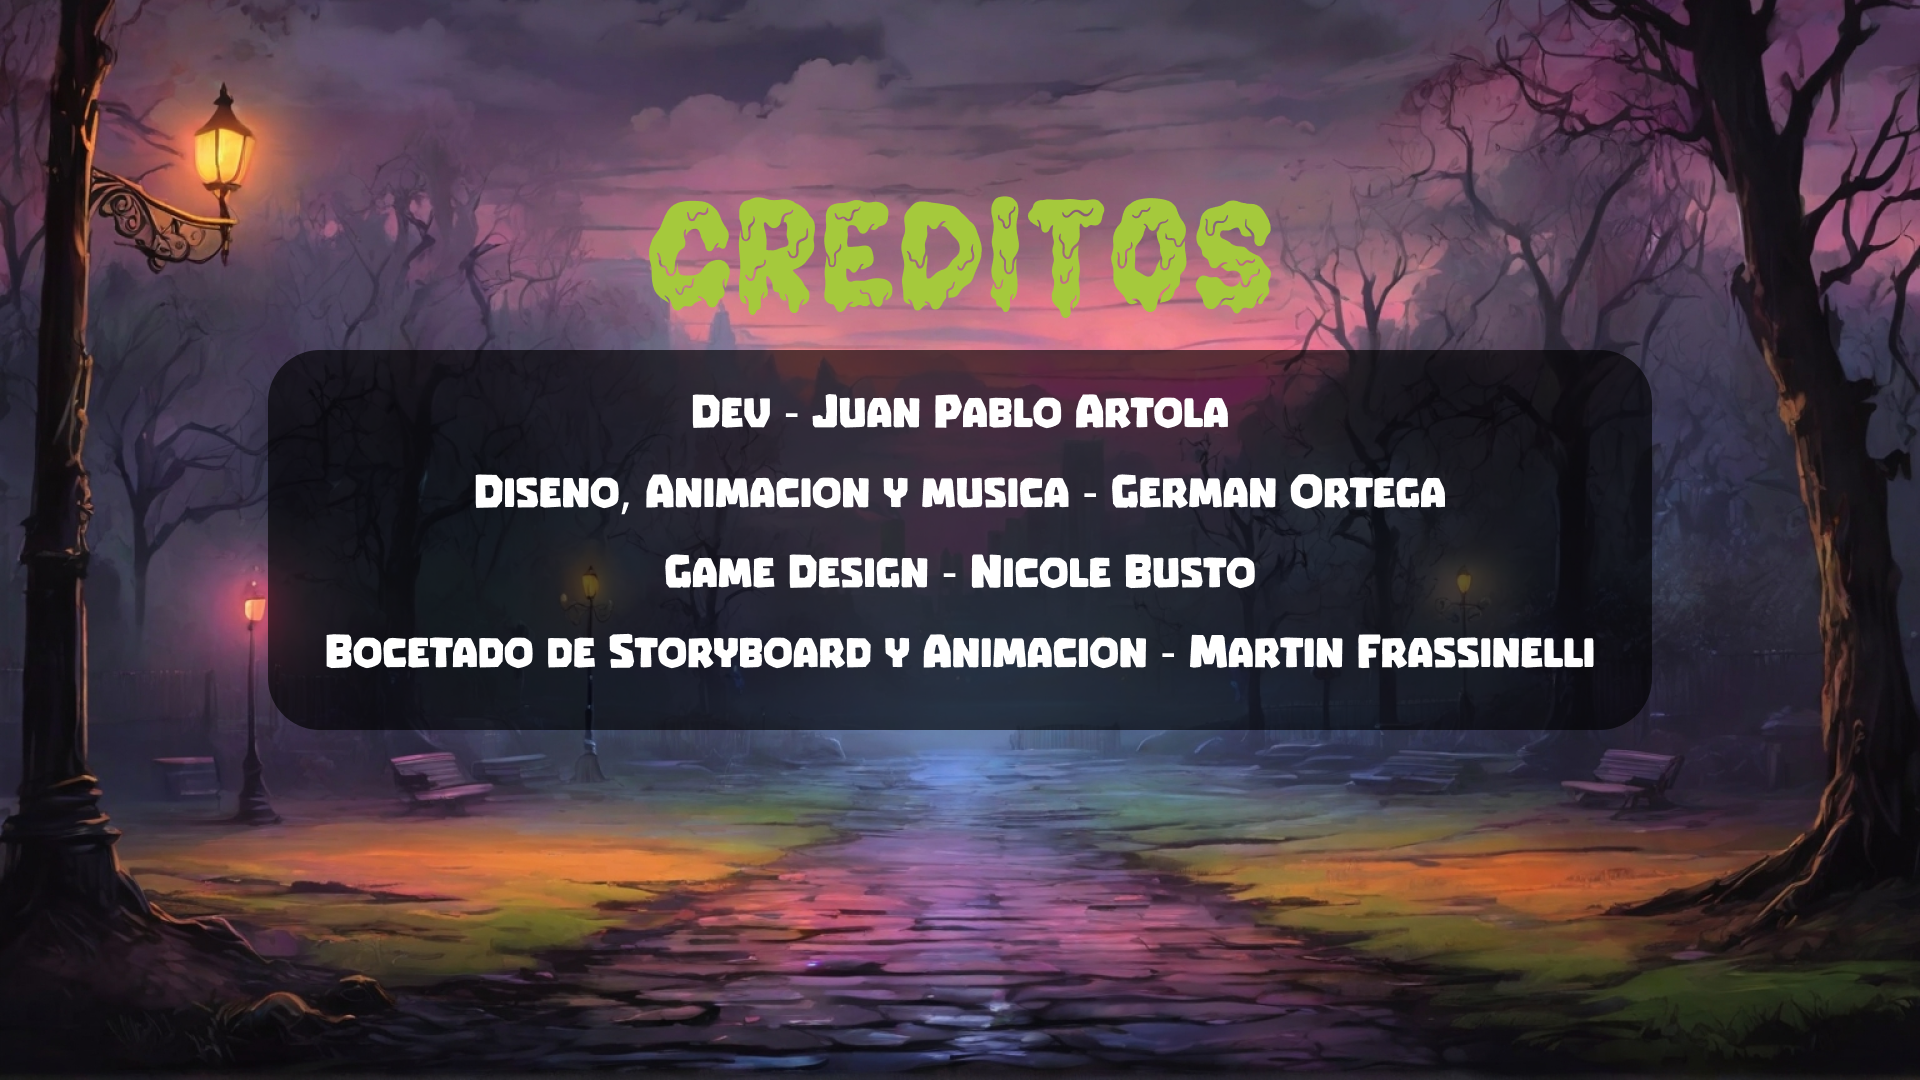 CREDITOS
Dev - Juan Pablo Artola
Diseno, Animacion y musica - German Ortega
Game Design - Nicole Busto
Bocetado de Storyboard y Animacion - Martin Frassinelli